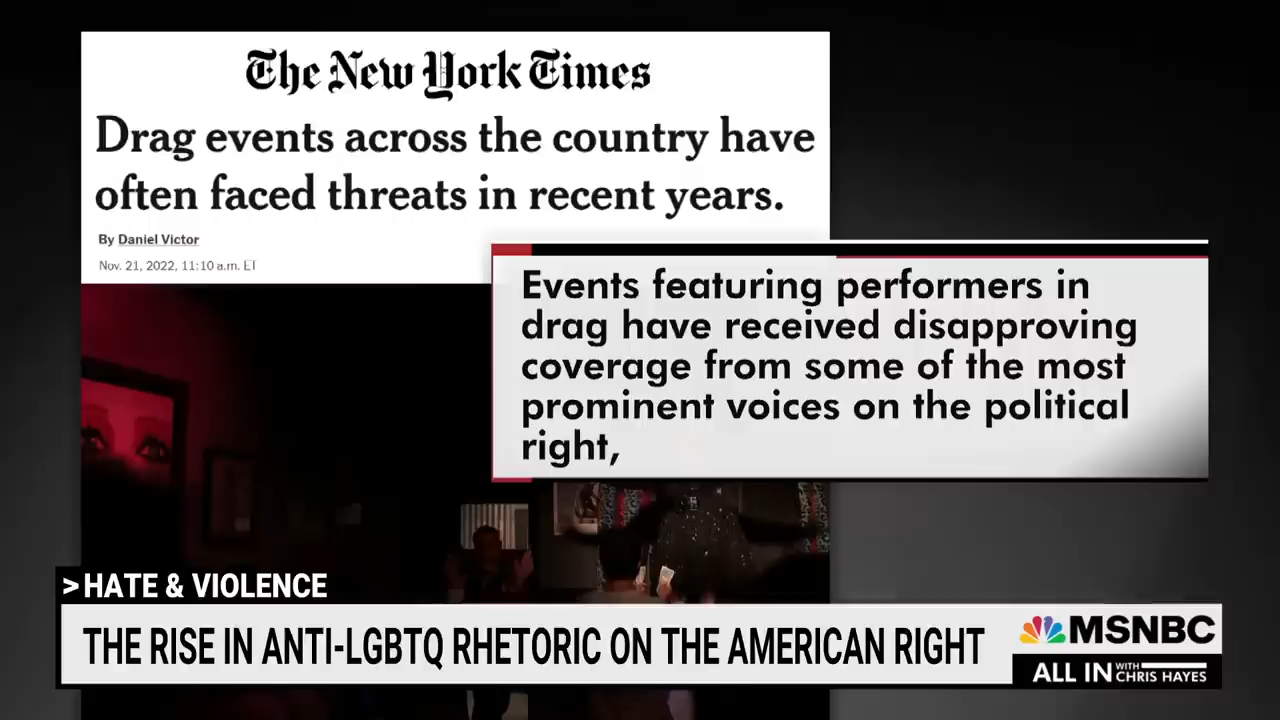 The New York Times
Drag events across the country have
often faced threats in recent years.
By Daniel Victor
Nov. 21, 2022, 11:10 a.m. ET
Events featuring performers in
drag have received disapproving
coverage from some of the most
prominent voices on the political
right,
>HATE & VIOLENCE
THE RISE IN ANTI-LGBTQ RHETORIC ON THE AMERICAN RIGHT
MSNBC
ALL IN WITH CHRIS HAYES